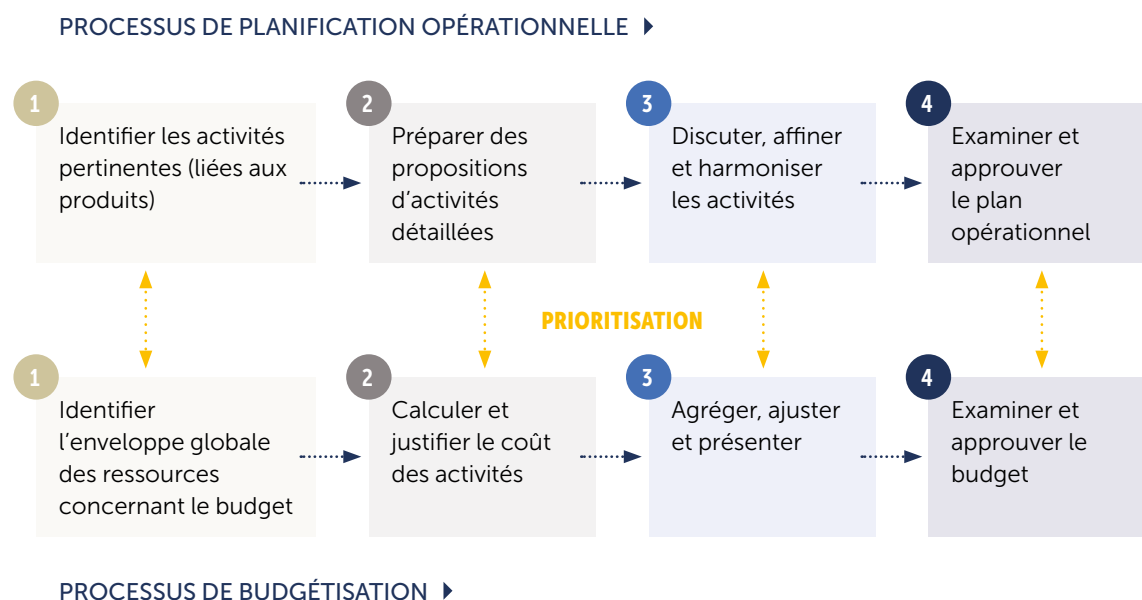 PROCESSUS DE PLANIFICATION OPÉRATIONNELLE
1
Identifier les activités
pertinentes (liées aux
produits)
2
Préparer des
propositions
d'activités
détaillées
3
Discuter, affiner
et harmoniser
les activités
4
Examiner et
approuver
le plan
opérationnel
PRIORITISATION
1
Identifier
l'enveloppe globale
des ressources
concernant le budget
2
Calculer et
justifier le coût
des activités
3
Agréger, ajuster
et présenter
4
Examiner et
approuver le
budget
PROCESSUS DE BUDGÉTISATION